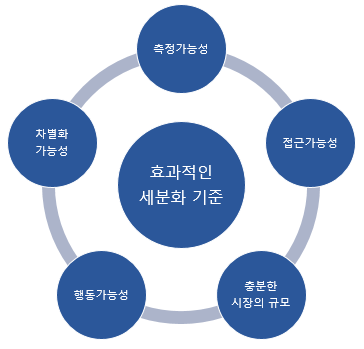 측정가능성
접근가능성
충분한
시장의 규모
행동가능성
차별화
가능성
효과적인
세분화 기준